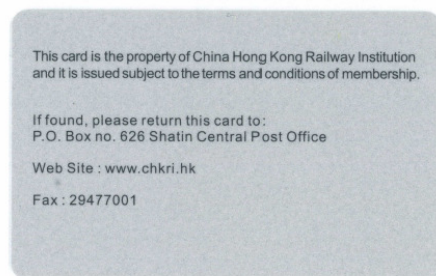 This card is the property of China Hong Kong Railway Institution
and it is issued subject to the terms and conditions of membership.
If found, please return this card to:
P.O. Box no. 626 Shatin Central Post Office
Web Site : www.chkri.hk
Fax : 29477001